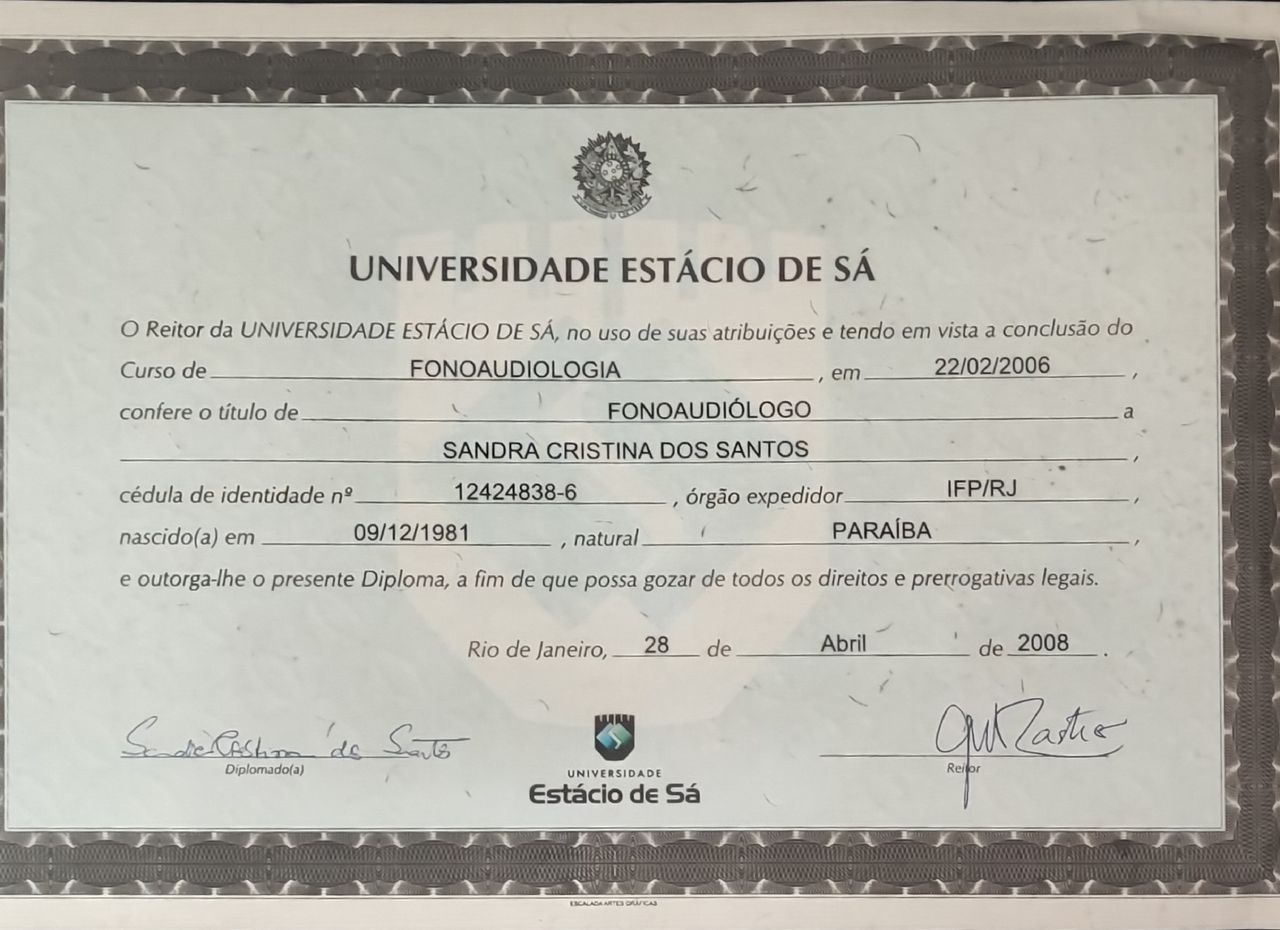 UNIVERSIDADE ESTÁCIO DE SÁ
O Reitor da UNIVERSIDADE ESTÁCIO DE SÁ, no uso de suas atribuições e tendo em vista a conclusão do
Curso de FONOAUDIOLOGIA, em 22/02/2006,
confere o título de FONOAUDIÓLOGO a
SANDRA CRISTINA DOS SANTOS,
cédula de identidade nº 12424838-6, órgão expedidor IFP/RJ,
nascido(a) em 09/12/1981, natural PARAÍBA,
e outorga-lhe o presente Diploma, a fim de que possa gozar de todos os direitos e prerrogativas legais.
Rio de Janeiro, 28 de Abril de 2008.
Diplomado(a)
Reitor
UNIVERSIDADE
Estácio de Sá
ESCALADA ARTES GRÁFICAS